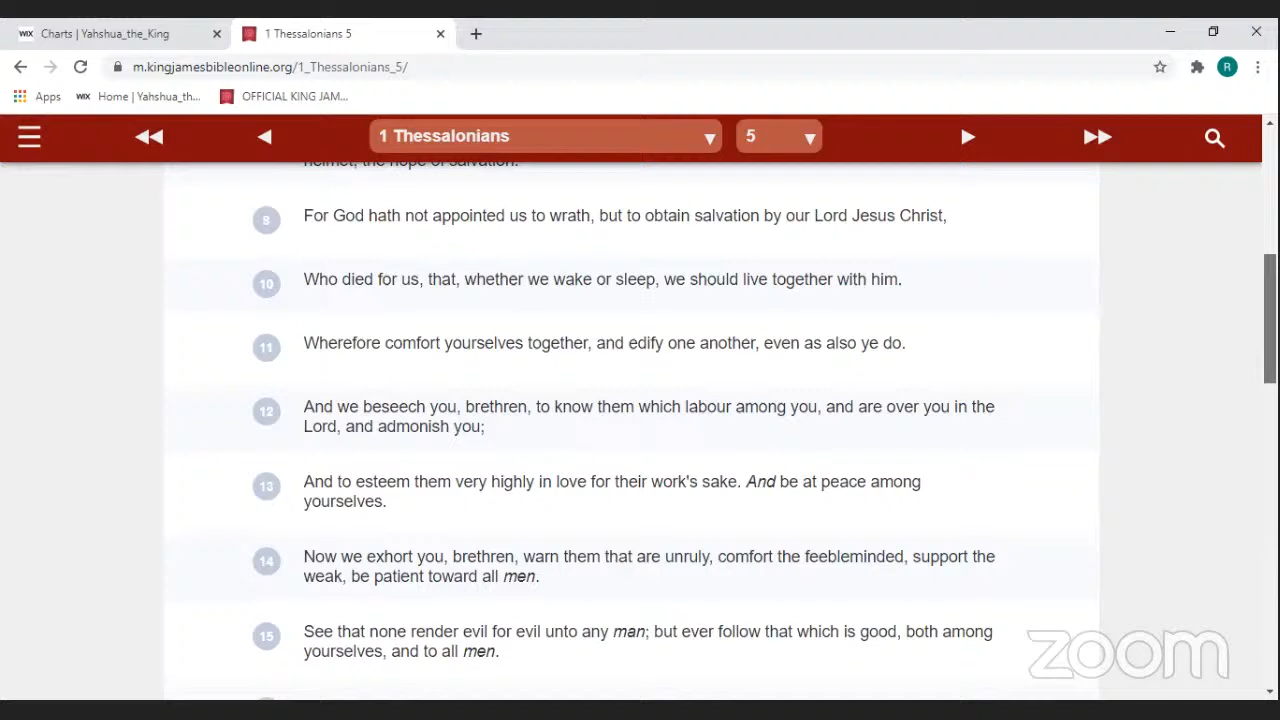 WIX Charts | Yahshua_the_King
1 Thessalonians 5
m.kingjamesbibleonline.org/1_Thessalonians_5/
R
Apps
WIX Home | Yahshua_th...
OFFICIAL KING JAM...
1 Thessalonians
5
helmet, the hope of salvation.
8 For God hath not appointed us to wrath, but to obtain salvation by our Lord Jesus Christ,
10 Who died for us, that, whether we wake or sleep, we should live together with him.
11 Wherefore comfort yourselves together, and edify one another, even as also ye do.
12 And we beseech you, brethren, to know them which labour among you, and are over you in the
Lord, and admonish you;
13 And to esteem them very highly in love for their work's sake. And be at peace among
yourselves.
14 Now we exhort you, brethren, warn them that are unruly, comfort the feebleminded, support the
weak, be patient toward all men.
15 See that none render evil for evil unto any man; but ever follow that which is good, both among
yourselves, and to all men.
zoom